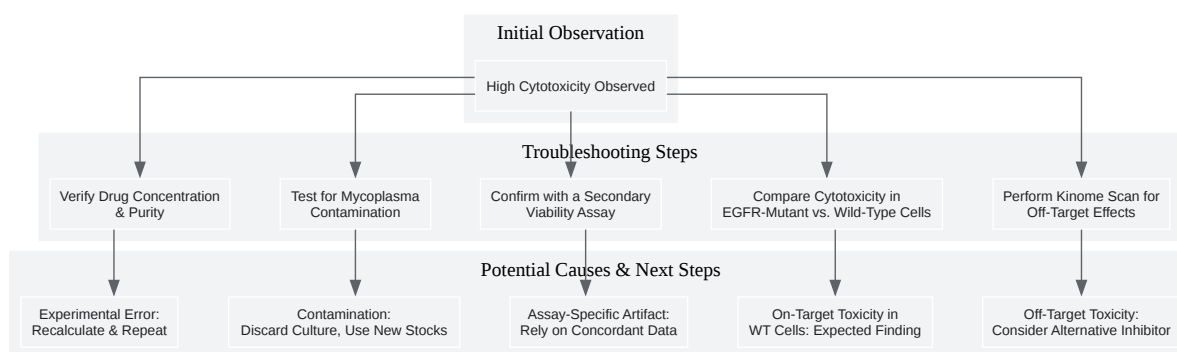 Initial Observation
High Cytotoxicity Observed
Troubleshooting Steps
Verify Drug Concentration
& Purity
Test for Mycoplasma
Contamination
Confirm with a Secondary
Viability Assay
Compare Cytotoxicity in
EGFR-Mutant vs. Wild-Type Cells
Perform Kinome Scan for
Off-Target Effects
Potential Causes & Next Steps
Experimental Error:
Recalculate & Repeat
Contamination:
Discard Culture, Use New Stocks
Assay-Specific Artifact:
Rely on Concordant Data
On-Target Toxicity in
WT Cells: Expected Finding
Off-Target Toxicity:
Consider Alternative Inhibitor